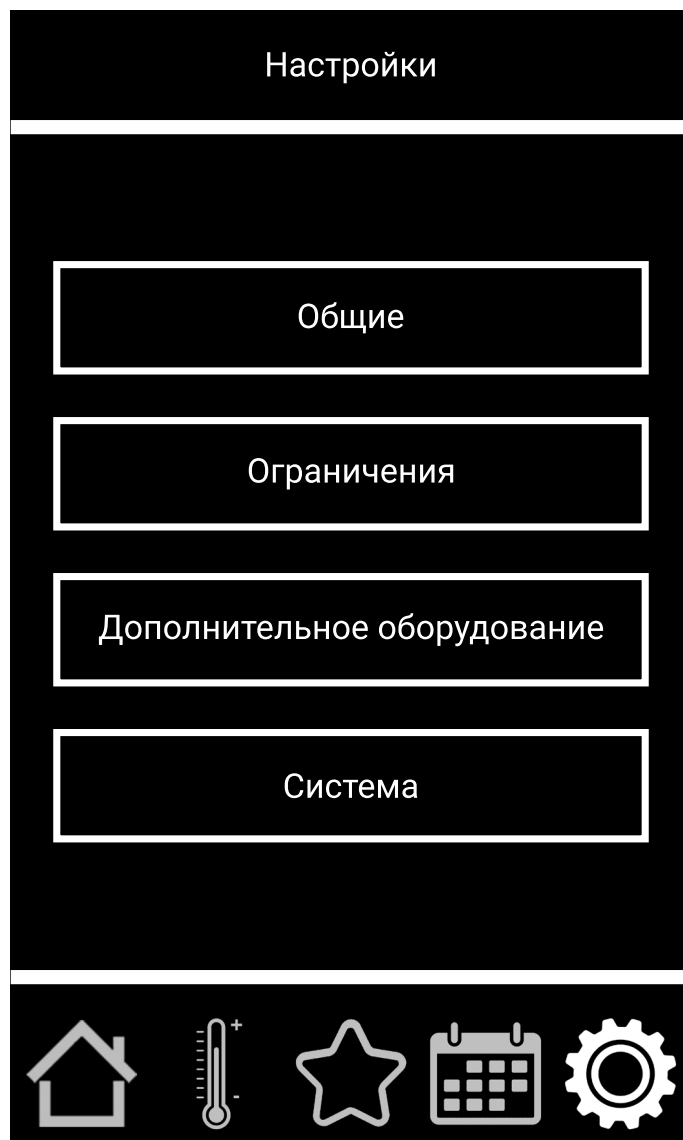 Настройки
Общие
Ограничения
Дополнительное оборудование
Система
+
-